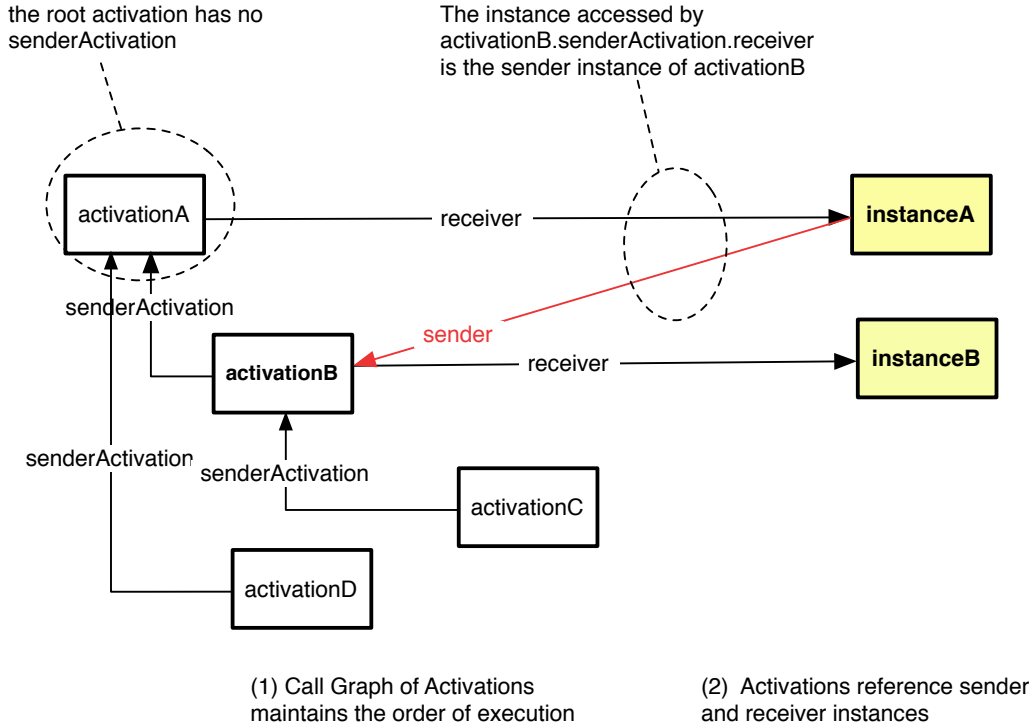 the root activation has no
senderActivation
The instance accessed by
activationB.senderActivation.receiver
is the sender instance of activationB
activationA
receiver
instanceA
senderActivation
sender
activationB
receiver
instanceB
senderActivation
senderActivation
activationC
activationD
(1) Call Graph of Activations
maintains the order of execution
(2)  Activations reference sender
and receiver instances